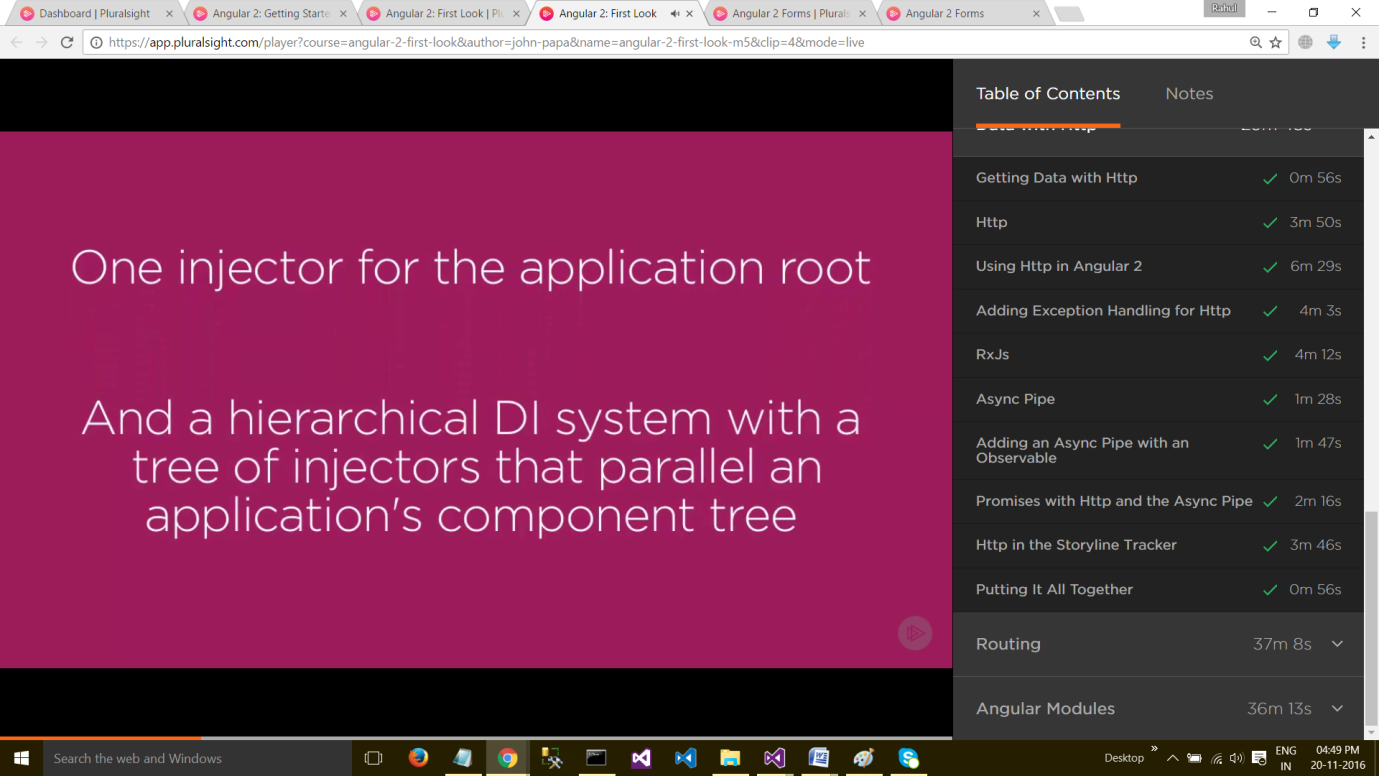 Dashboard | Pluralsight
Angular 2: Getting Starte
Angular 2: First Look | Pl
Angular 2: First Look
Angular 2 Forms | Plurals
Angular 2 Forms
Rahul
https://app.pluralsight.com/player?course=angular-2-first-look&author=john-papa&name=angular-2-first-look-m5&clip=4&mode=live
One injector for the application root
And a hierarchical DI system with a
tree of injectors that parallel an
application's component tree
Table of Contents
Notes
Data with Http
Getting Data with Http 0m 56s
Http 3m 50s
Using Http in Angular 2 6m 29s
Adding Exception Handling for Http 4m 3s
RxJs 4m 12s
Async Pipe 1m 28s
Adding an Async Pipe with an 1m 47s
Observable
Promises with Http and the Async Pipe 2m 16s
Http in the Storyline Tracker 3m 46s
Putting It All Together 0m 56s
Routing 37m 8s
Angular Modules 36m 13s
Search the web and Windows
Desktop
ENG
IN
04:49 PM
20-11-2016